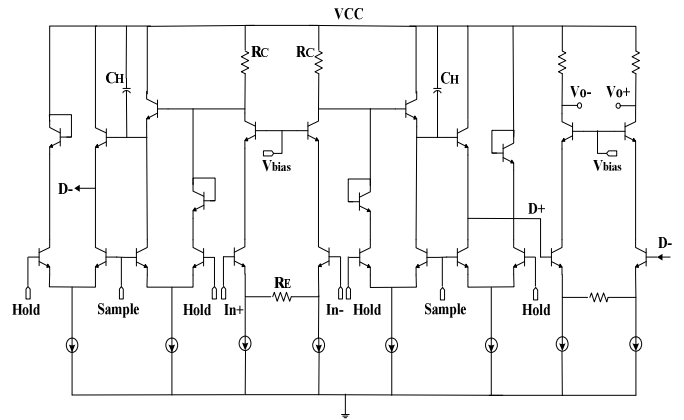 VCC
RC
RC
CH
CH
Vo-
Vo+
Vbias
Vbias
D-
D+
D-
RE
Hold
Sample
Hold
In+
In-
Hold
Sample
Hold